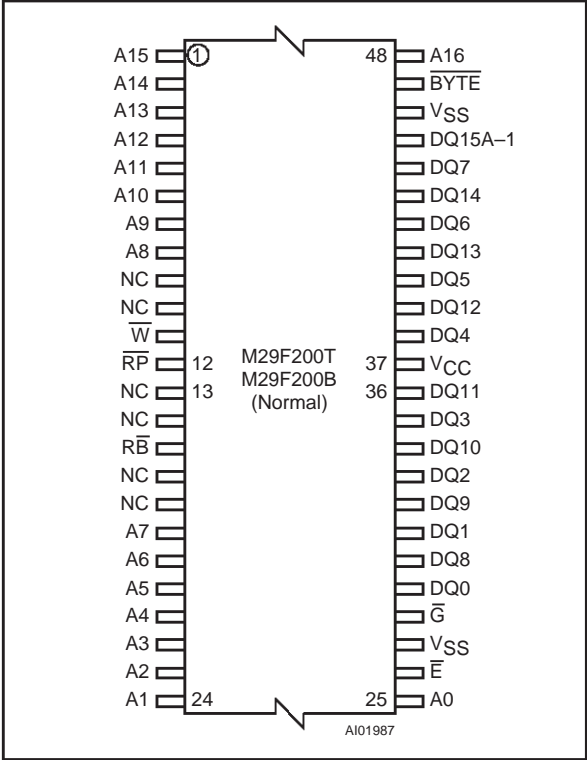 A15 1 48 A16
A14 B̅Y̅T̅E̅
A13 VSS
A12 DQ15A–1
A11 DQ7
A10 DQ14
A9 DQ6
A8 DQ13
NC DQ5
NC DQ12
W̅ DQ4
R̅P̅ 12 M29F200T 37 VCC
NC 13 M29F200B 36 DQ11
(Normal)
NC DQ3
RB̅ DQ10
NC DQ2
NC DQ9
A7 DQ1
A6 DQ8
A5 DQ0
A4 G̅
A3 VSS
A2 E̅
A1 24 25 A0
AI01987